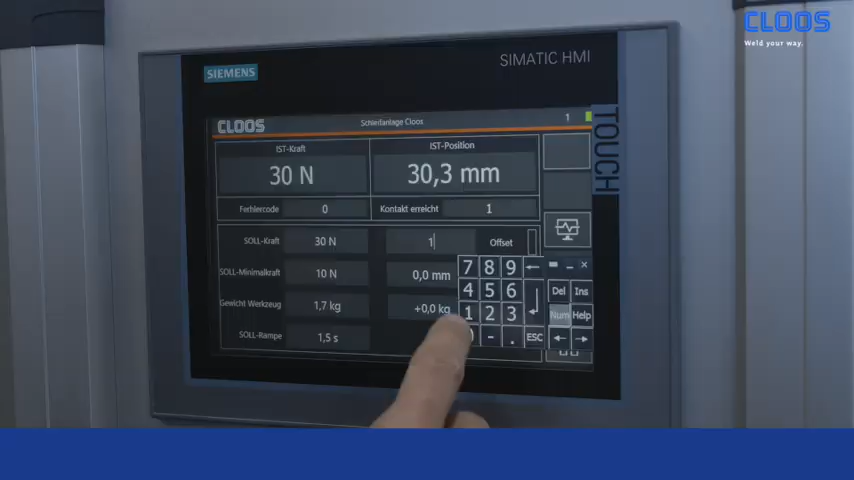 CLOOS
Weld your way.
SIEMENS
SIMATIC HMI
TOUCH
CLOOS
Schleifanlage Cloos
1
IST-Kraft
IST-Position
30 N
30,3 mm
Fehlercode
0
Kontakt erreicht
1
SOLL-Kraft
30 N
1
Offset
SOLL-Minimalkraft
10 N
0,0 mm
Gewicht Werkzeug
1,7 kg
+0,0 kg
SOLL-Rampe
1,5 s
7 8 9 ←
4 5 6 Del Ins
1 2 3 Num Help
- . ESC ← →